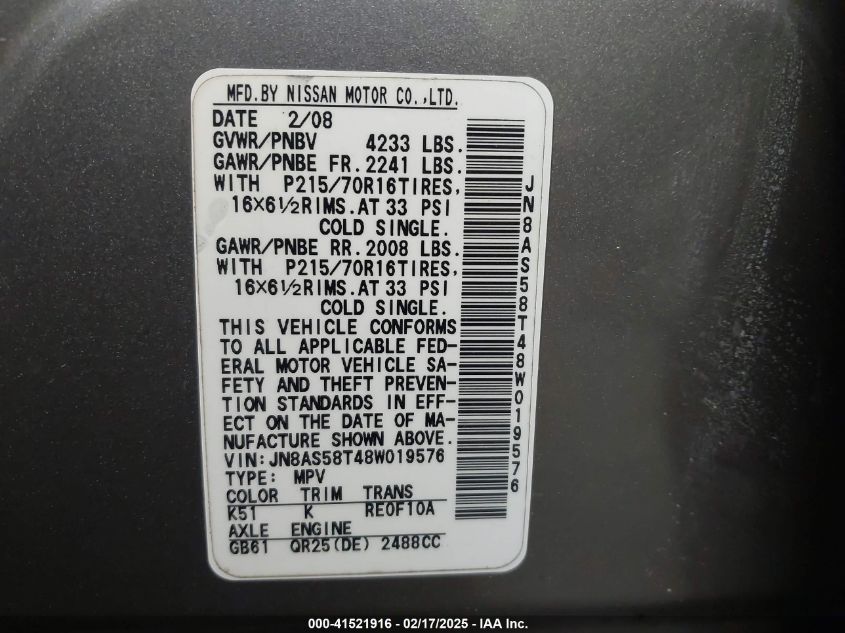 MFD.BY NISSAN MOTOR CO.,LTD.
DATE 2/08
GVWR/PNBV 4233 LBS.
GAWR/PNBE FR.2241 LBS.
WITH P215/70R16TIRES,
16×6½RIMS.AT 33 PSI
COLD SINGLE.
GAWR/PNBE RR.2008 LBS.
WITH P215/70R16TIRES,
16×6½RIMS.AT 33 PSI
COLD SINGLE.
THIS VEHICLE CONFORMS
TO ALL APPLICABLE FED-
ERAL MOTOR VEHICLE SA-
FETY AND THEFT PREVEN-
TION STANDARDS IN EFF-
ECT ON THE DATE OF MA-
NUFACTURE SHOWN ABOVE.
VIN:JN8AS58T48W019576
TYPE: MPV
COLOR TRIM TRANS
K51 K RE0F10A
AXLE ENGINE
GB61 QR25(DE) 2488CC
JN8AS58T48W019576
000-41521916 - 02/17/2025 - IAA Inc.